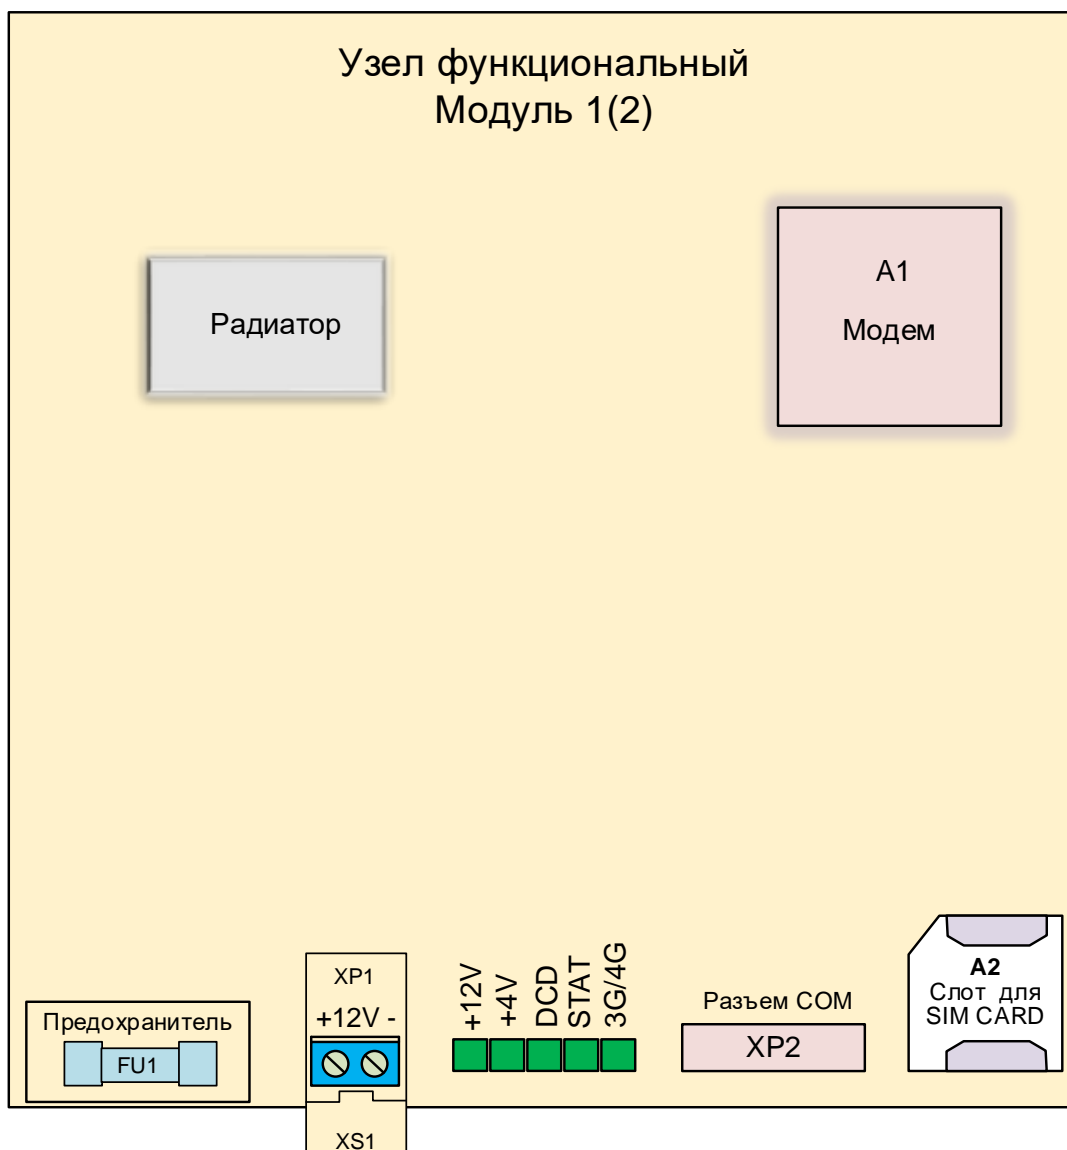 Узел функциональный
Модуль 1(2)
Радиатор
А1
Модем
Предохранитель
FU1
XP1
+12V -
XS1
+12V
+4V
DCD
STAT
3G/4G
Разъем COM
XP2
A2
Слот для
SIM CARD